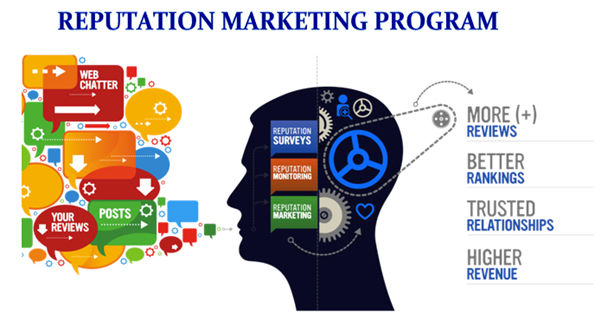 REPUTATION MARKETING PROGRAM
WEB
CHATTER
POSTS
YOUR
REVIEWS
REPUTATION
SURVEYS
REPUTATION
MONITORING
REPUTATION
MARKETING
MORE (+)
REVIEWS
BETTER
RANKINGS
TRUSTED
RELATIONSHIPS
HIGHER
REVENUE